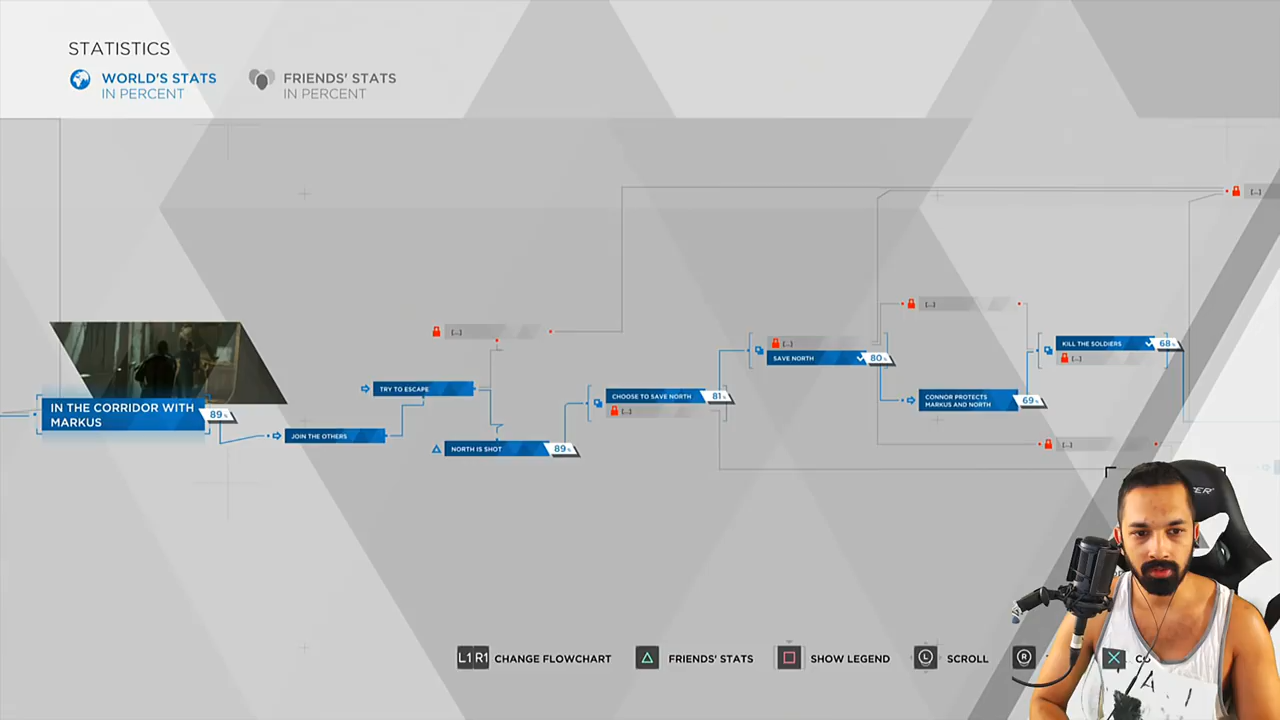 STATISTICS
WORLD'S STATS
IN PERCENT
FRIENDS' STATS
IN PERCENT
[...]
[...]
[...]
[...]
SAVE NORTH
80%
[...]
KILL THE SOLDIERS
68%
[...]
TRY TO ESCAPE
CHOOSE TO SAVE NORTH
81%
[...]
CONNOR PROTECTS
MARKUS AND NORTH
69%
IN THE CORRIDOR WITH
MARKUS
89%
JOIN THE OTHERS
NORTH IS SHOT
89%
[...]
L1 R1 CHANGE FLOWCHART
FRIENDS' STATS
SHOW LEGEND
L SCROLL
R